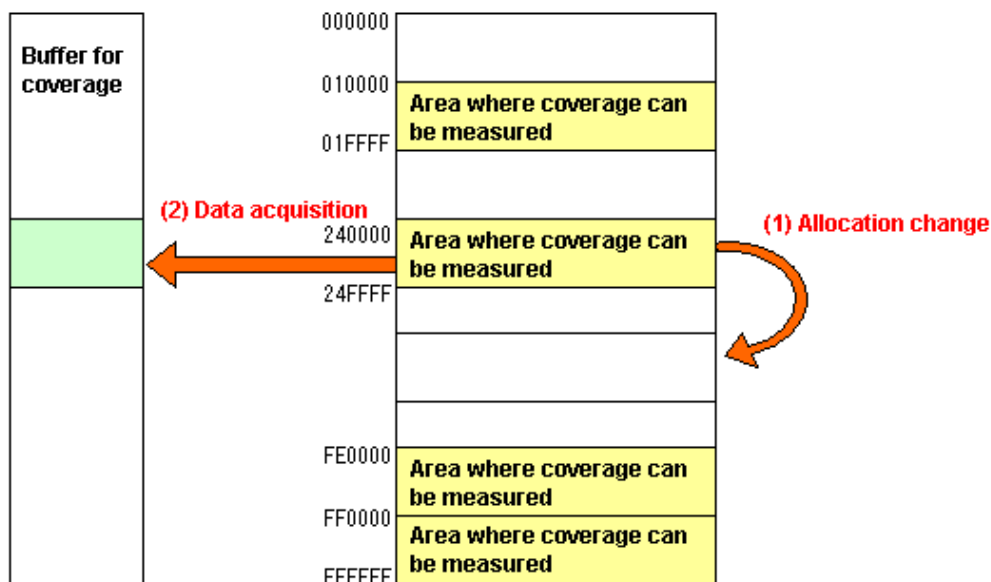 Buffer for
coverage
000000
010000
Area where coverage can
be measured
01FFFF
(2) Data acquisition
240000
Area where coverage can
be measured
(1) Allocation change
24FFFF
FE0000
Area where coverage can
be measured
FF0000
Area where coverage can
be measured
FFFFFF